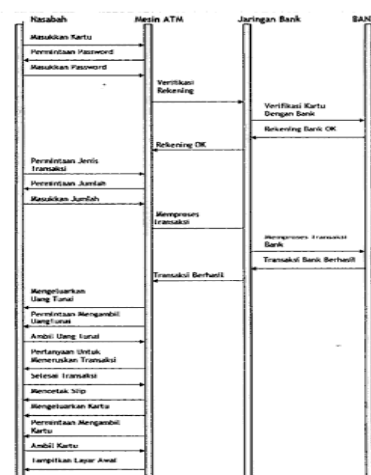 Nasabah
Mesin ATM
Jaringan Bank
BAN
Masukkan Kartu
Permintaan Password
Masukkan Password
Verifikasi
Rekening
Verifikasi Kartu
Dengan Bank
Rekening Bank OK
Rekening OK
Permintaan Jenis
Transaksi
Permintaan Jumlah
Masukkan Jumlah
Memproses
transaksi
Memproses Transaksi
Bank
Transaksi Bank Berhasil
Transaksi Berhasil
Mengeluarkan
Uang Tunai
Permintaan Mengambil
UangTunai
Ambil Uang Tunai
Pertanyaan Untuk
Meneruskan Transaksi
Selesai Transaksi
Mencetak Slip
Mengeluarkan Kartu
Permintaan Mengambil
Kartu
Ambil Kartu
Tampilkan Layar Awal